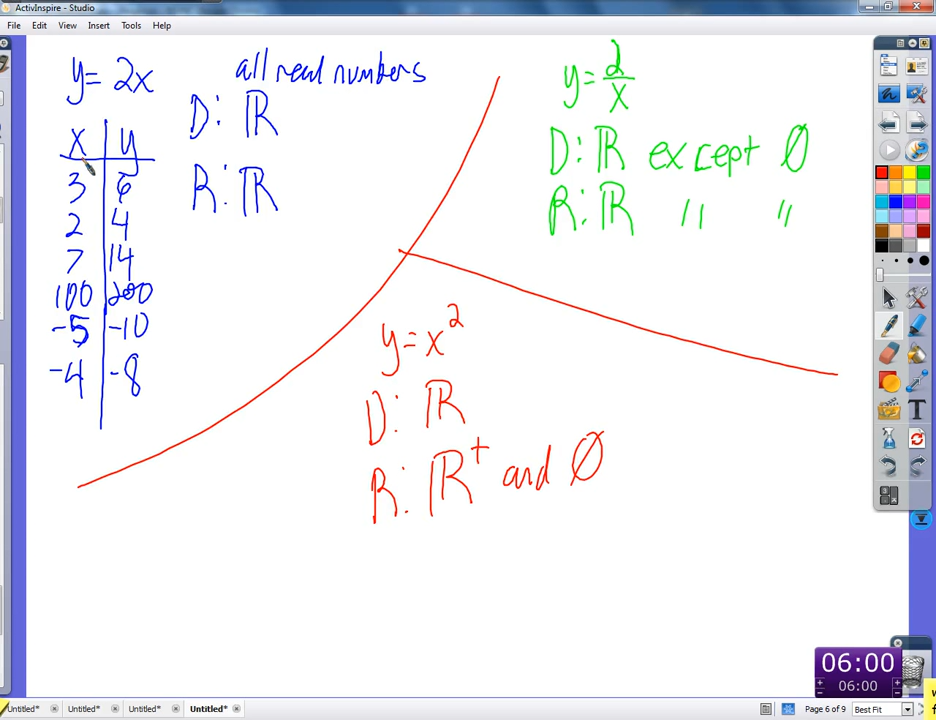 ActivInspire - Studio
File Edit View Insert Tools Help
y = 2x
all real numbers
D: ℝ
R: ℝ
x y
3 6
2 4
7 14
100 200
-5 -10
-4 -8
y = 2/x
D: ℝ except 0
R: ℝ " "
y = x²
D: ℝ
R: ℝ⁺ and 0
06:00
06:00
Untitled* Untitled* Untitled* Untitled*
Page 6 of 9 Best Fit